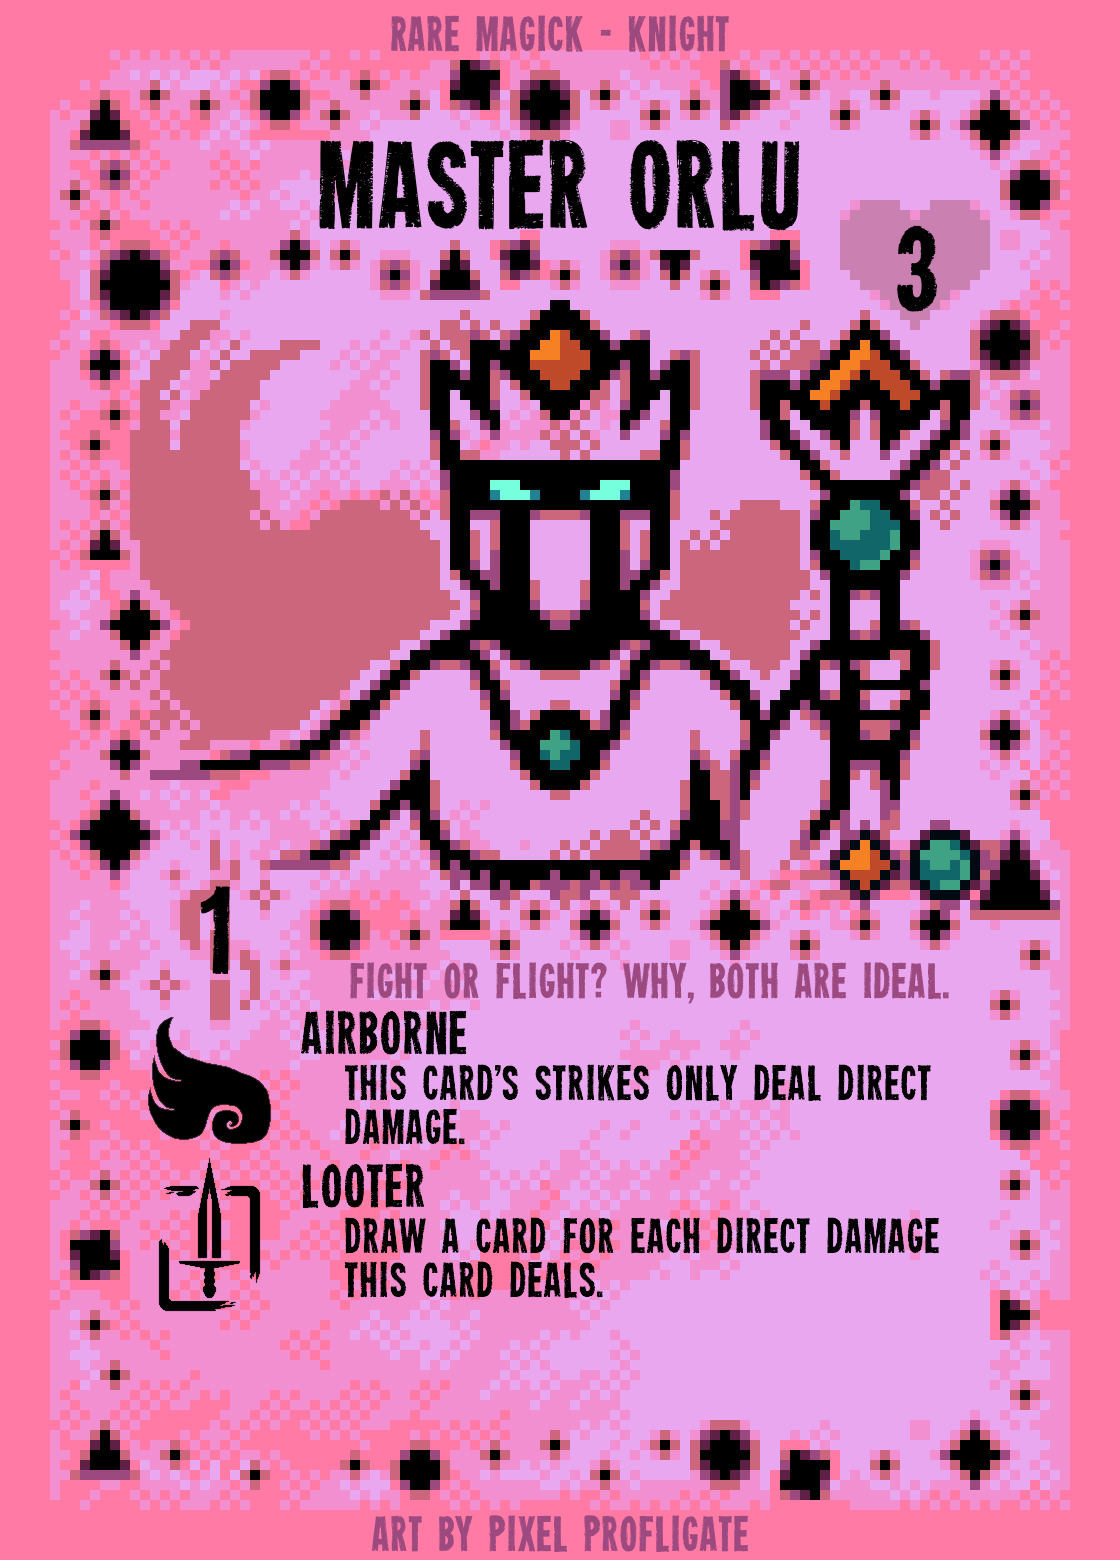 RARE MAGICK - KNIGHT
MASTER ORLU
3
1
FIGHT OR FLIGHT? WHY, BOTH ARE IDEAL.
AIRBORNE
THIS CARD'S STRIKES ONLY DEAL DIRECT
DAMAGE.
LOOTER
DRAW A CARD FOR EACH DIRECT DAMAGE
THIS CARD DEALS.
ART BY PIXEL PROFLIGATE